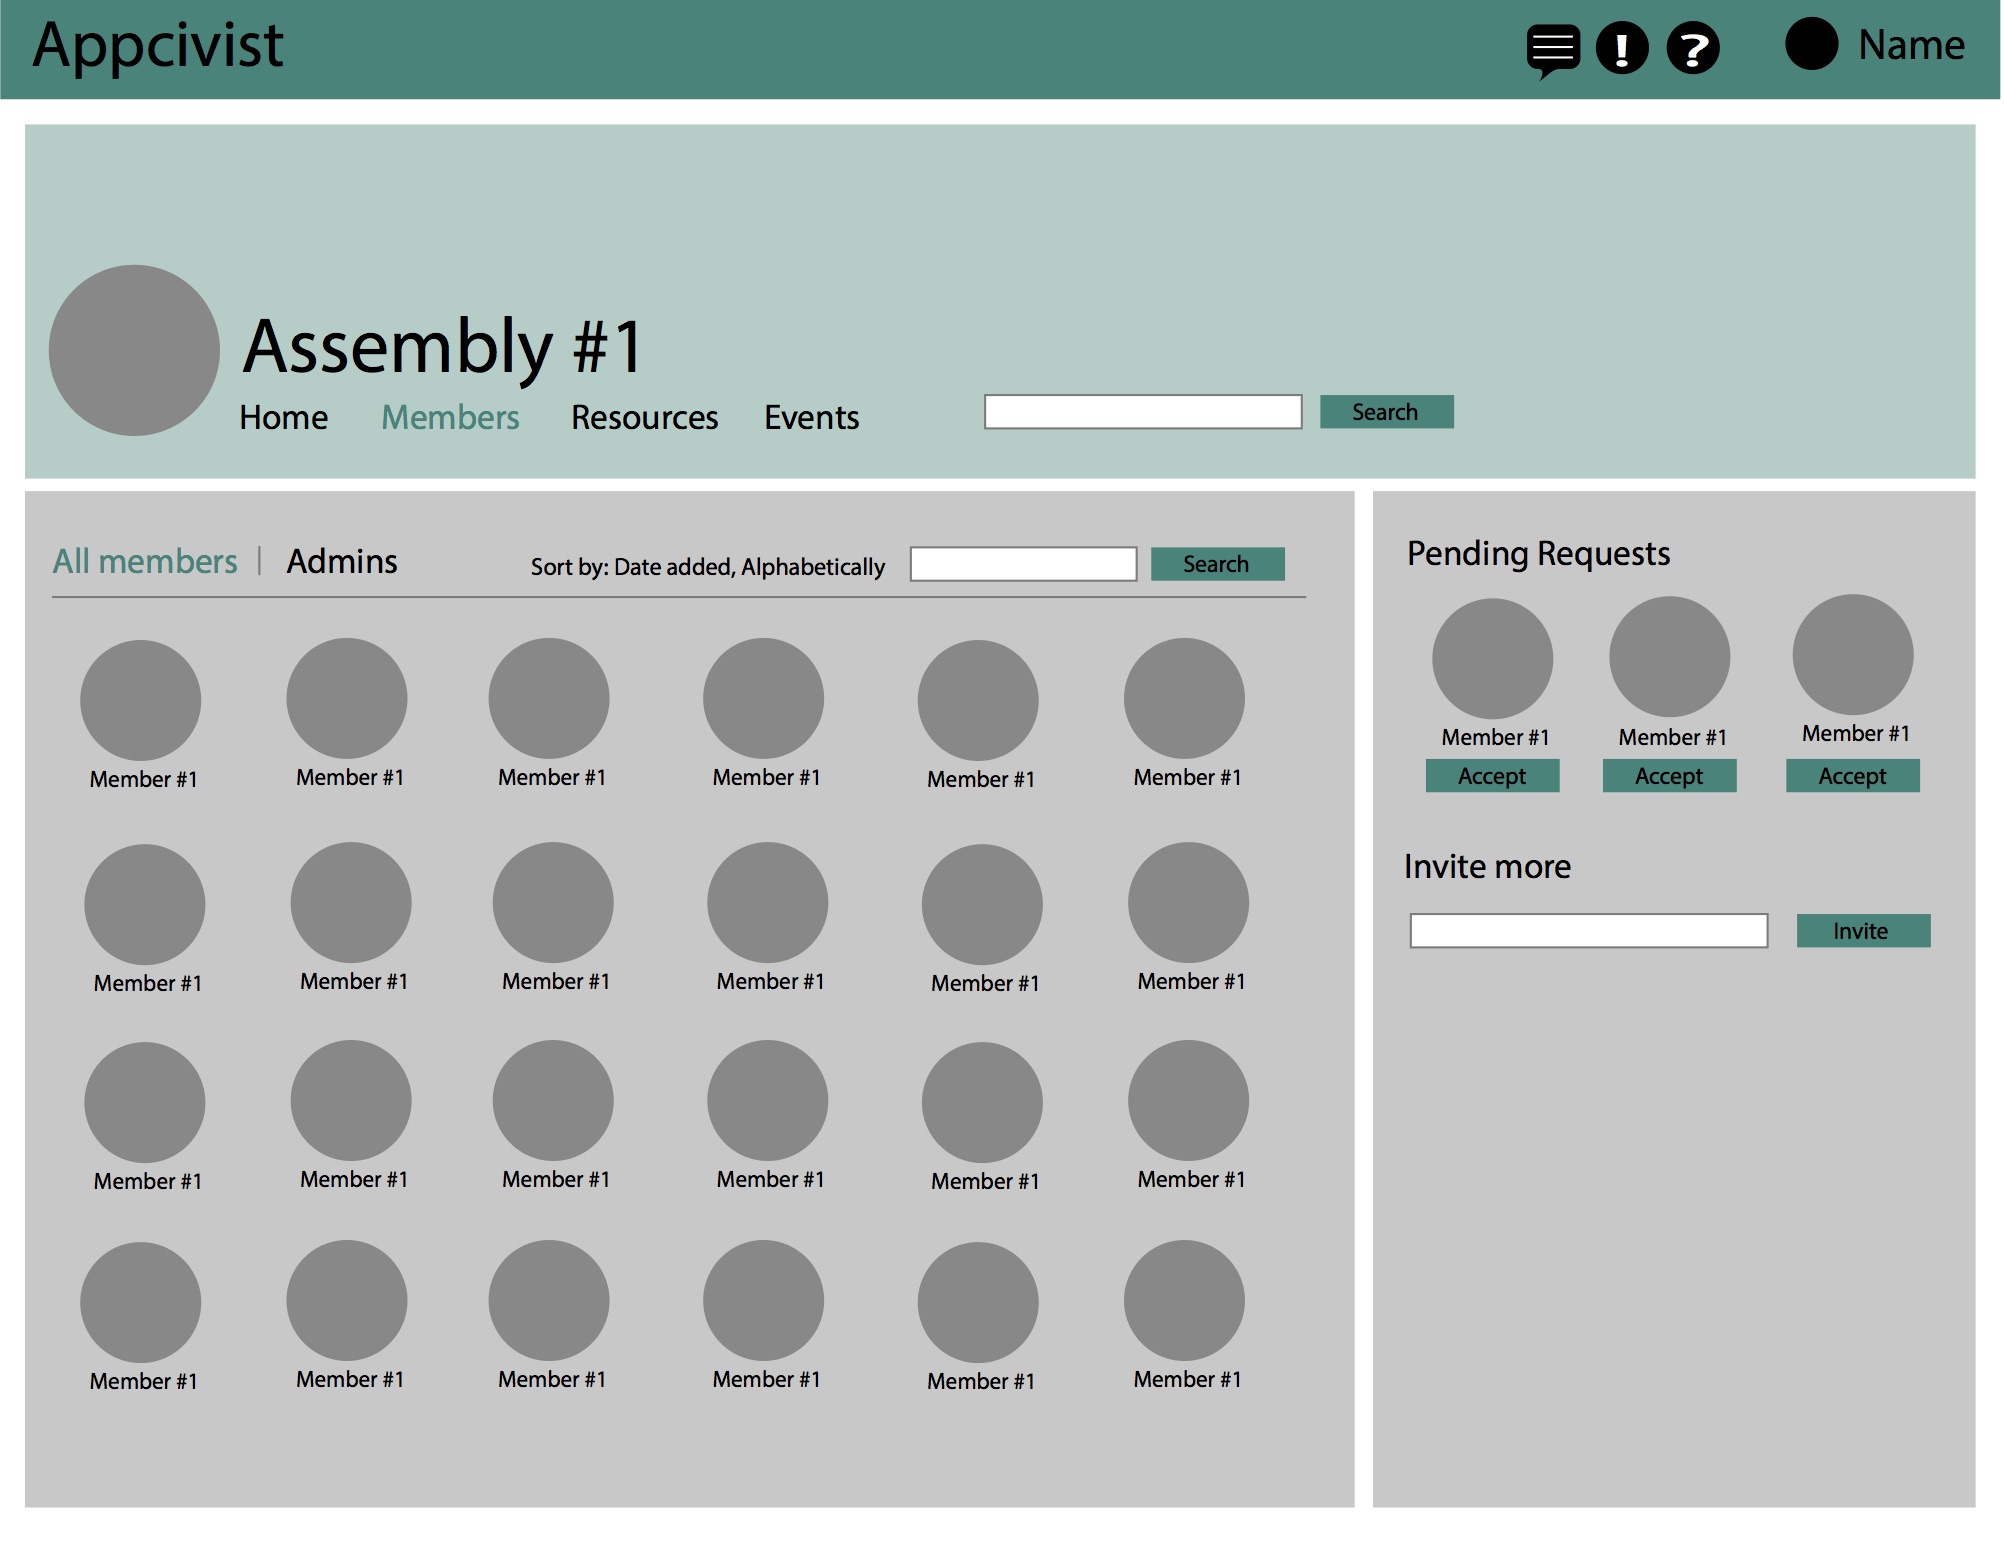 Appcivist ! ? Name
Assembly #1
Home Members Resources Events Search
All members | Admins Sort by: Date added, Alphabetically Search
Member #1 Member #1 Member #1 Member #1 Member #1 Member #1
Member #1 Member #1 Member #1 Member #1 Member #1 Member #1
Member #1 Member #1 Member #1 Member #1 Member #1 Member #1
Member #1 Member #1 Member #1 Member #1 Member #1 Member #1
Pending Requests
Member #1 Member #1 Member #1
Accept Accept Accept
Invite more
Invite